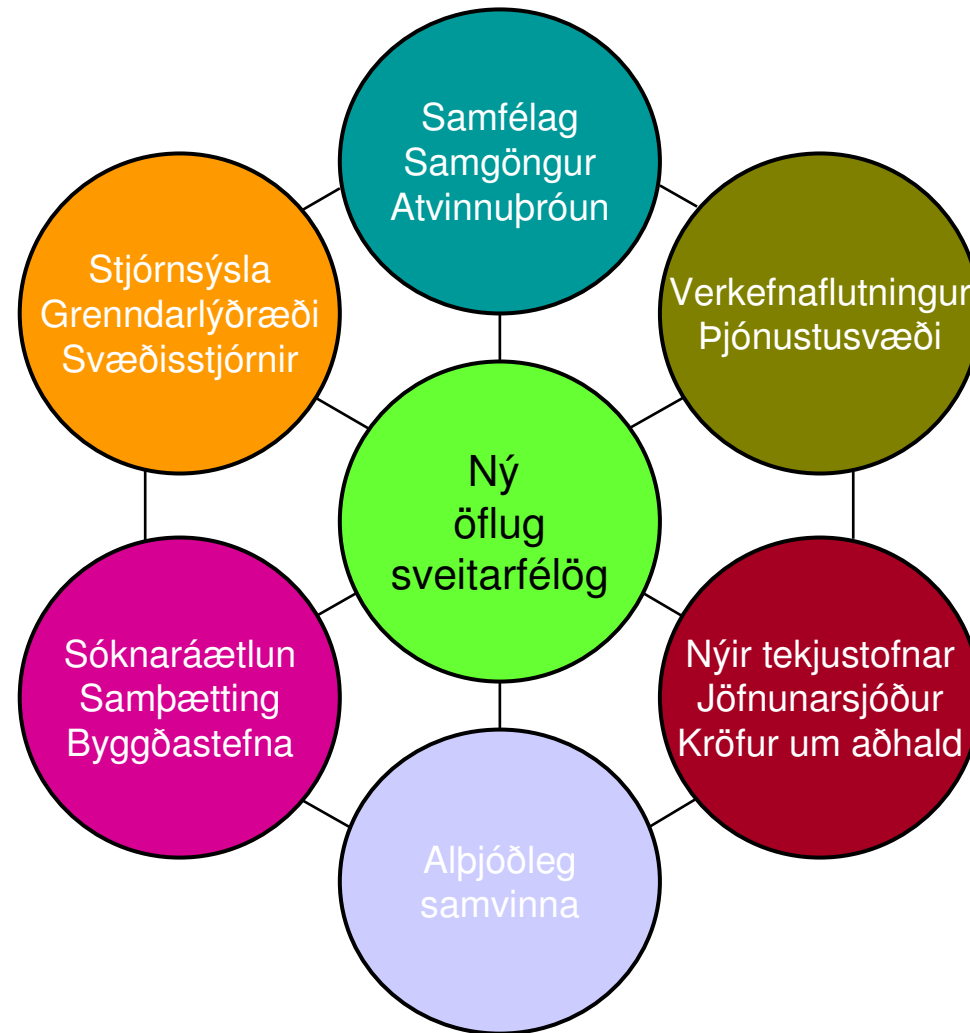 Samfélag
Samgöngur
Atvinnuþróun
Stjórnsýsla
Grenndarlýðræði
Svæðisstjórnir
Verkefnaflutningur
Þjónustusvæði
Ný
öflug
sveitarfélög
Sóknaráætlun
Samþætting
Byggðastefna
Nýir tekjustofnar
Jöfnunarsjóður
Kröfur um aðhald
Alþjóðleg
samvinna